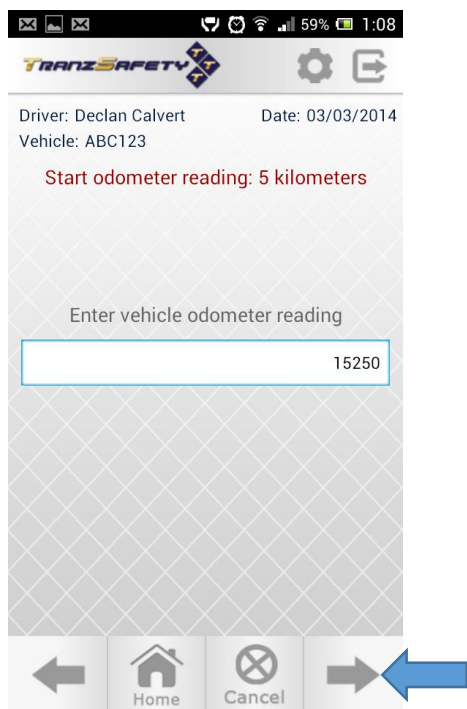 59% 1:08
TRANZSAFETY T T T T
Driver: Declan Calvert Date: 03/03/2014
Vehicle: ABC123
Start odometer reading: 5 kilometers
Enter vehicle odometer reading
15250
Home Cancel